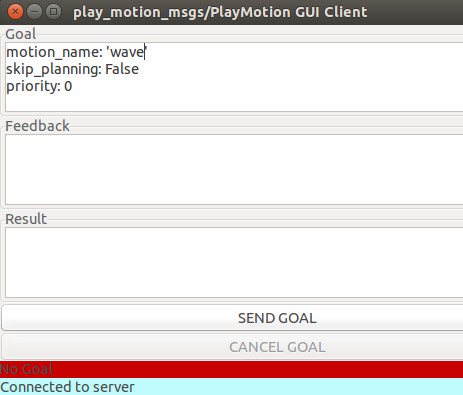 play_motion_msgs/PlayMotion GUI Client
Goal
motion_name: 'wave'
skip_planning: False
priority: 0
Feedback
Result
SEND GOAL
CANCEL GOAL
No Goal
Connected to server